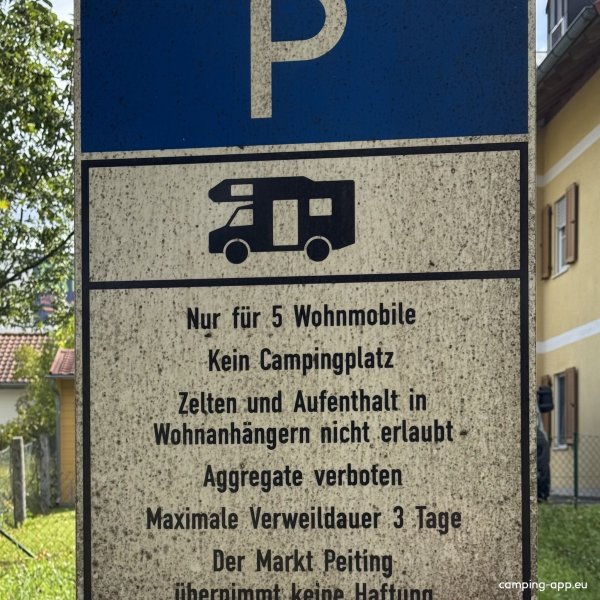 P
Nur für 5 Wohnmobile
Kein Campingplatz
Zelten und Aufenthalt in
Wohnanhängern nicht erlaubt
Aggregate verboten
Maximale Verweildauer 3 Tage
Der Markt Peiting
übernimmt keine Haftung
camping-app.eu